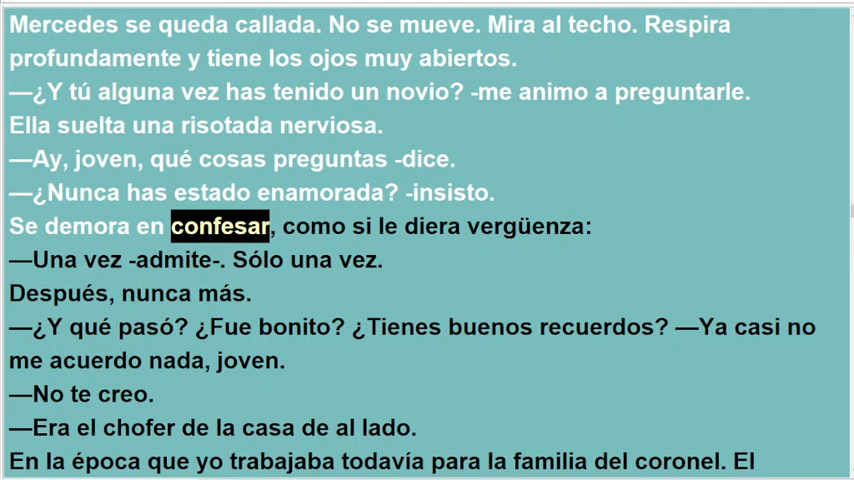 Mercedes se queda callada. No se mueve. Mira al techo. Respira
profundamente y tiene los ojos muy abiertos.
—¿Y tú alguna vez has tenido un novio? -me animo a preguntarle.
Ella suelta una risotada nerviosa.
—Ay, joven, qué cosas preguntas -dice.
—¿Nunca has estado enamorada? -insisto.
Se demora en confesar, como si le diera vergüenza:
—Una vez -admite-. Sólo una vez.
Después, nunca más.
—¿Y qué pasó? ¿Fue bonito? ¿Tienes buenos recuerdos? —Ya casi no
me acuerdo nada, joven.
—No te creo.
—Era el chofer de la casa de al lado.
En la época que yo trabajaba todavía para la familia del coronel. El